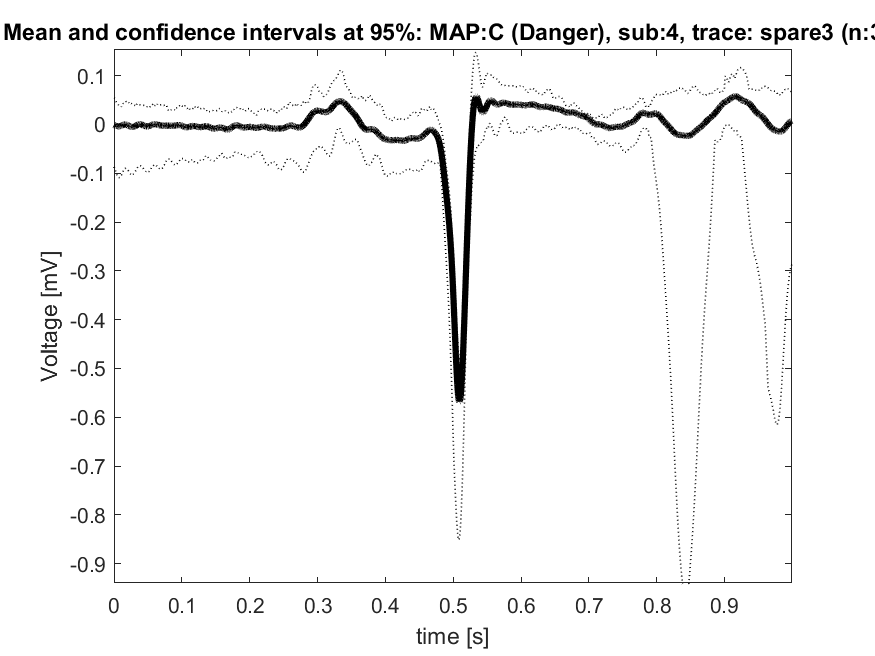 Mean and confidence intervals at 95%: MAP:C (Danger), sub:4, trace: spare3 (n:3
0.1
0
-0.1
-0.2
-0.3
-0.4
-0.5
-0.6
-0.7
-0.8
-0.9
Voltage [mV]
0 0.1 0.2 0.3 0.4 0.5 0.6 0.7 0.8 0.9
time [s]